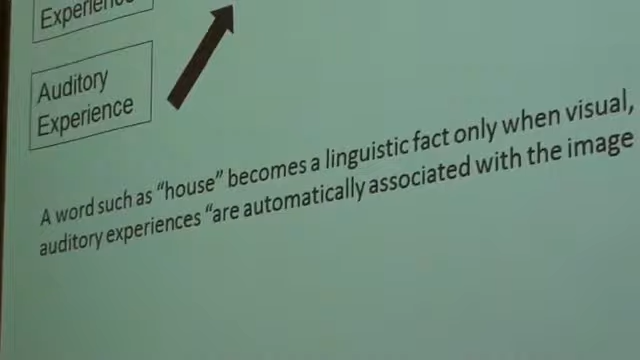 Experience
Auditory
Experience
A word such as “house” becomes a linguistic fact only when visual,
auditory experiences “are automatically associated with the image